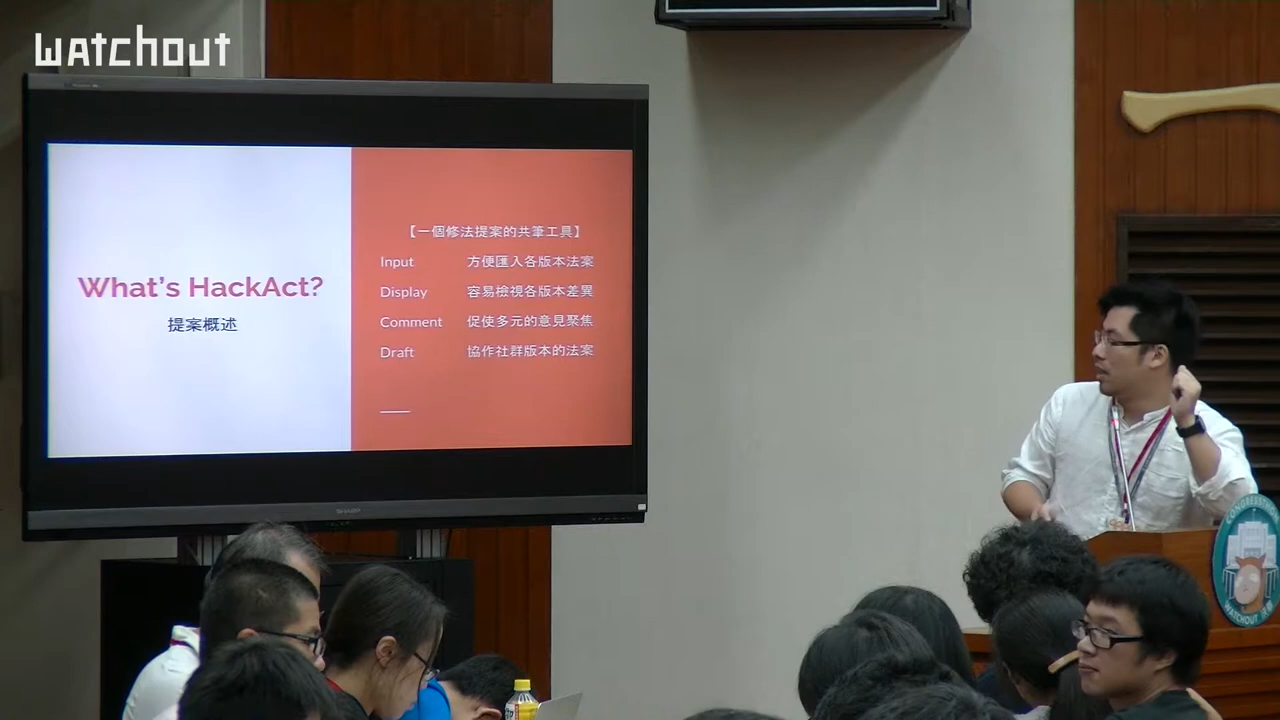 watchout
What's HackAct?
提案概述
【一個修法提案的共筆工具】
Input 方便匯入各版本法案
Display 容易檢視各版本差異
Comment 促使多元的意見聚焦
Draft 協作社群版本的法案
SHARP